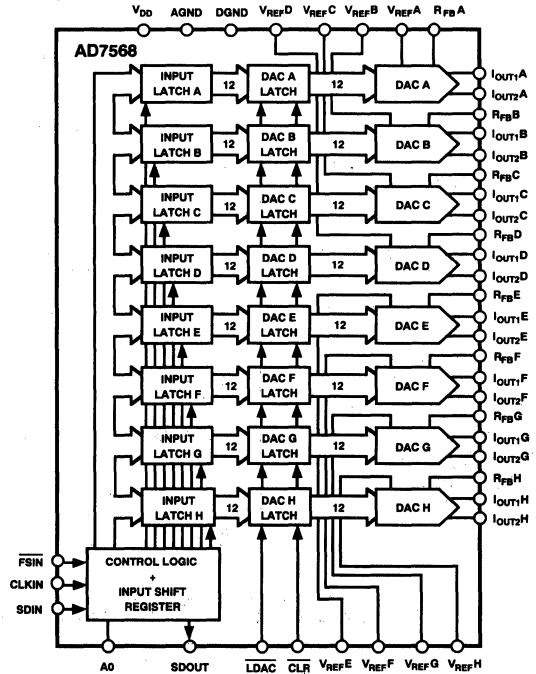 VDD AGND DGND VREFD VREFC VREFB VREFA RFBA
AD7568
INPUT LATCH A
12
DAC A LATCH
12
DAC A
IOUT1A
IOUT2A
RFBB
INPUT LATCH B
12
DAC B LATCH
12
DAC B
IOUT1B
IOUT2B
RFBC
INPUT LATCH C
12
DAC C LATCH
12
DAC C
IOUT1C
IOUT2C
RFBD
INPUT LATCH D
12
DAC D LATCH
12
DAC D
IOUT1D
IOUT2D
RFBE
INPUT LATCH E
12
DAC E LATCH
12
DAC E
IOUT1E
IOUT2E
RFBF
INPUT LATCH F
12
DAC F LATCH
12
DAC F
IOUT1F
IOUT2F
RFBG
INPUT LATCH G
12
DAC G LATCH
12
DAC G
IOUT1G
IOUT2G
RFBH
INPUT LATCH H
12
DAC H LATCH
12
DAC H
IOUT1H
IOUT2H
FSIN
CLKIN
SDIN
CONTROL LOGIC
+
INPUT SHIFT
REGISTER
A0 SDOUT LDAC CLR VREFE VREFF VREFG VREFH